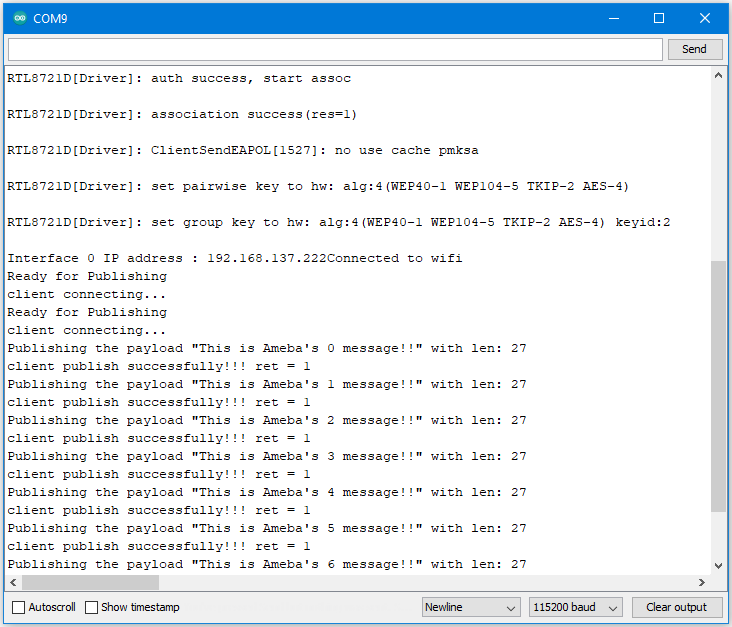 COM9
Send
RTL8721D[Driver]: auth success, start assoc
RTL8721D[Driver]: association success(res=1)
RTL8721D[Driver]: ClientSendEAPOL[1527]: no use cache pmksa
RTL8721D[Driver]: set pairwise key to hw: alg:4(WEP40-1 WEP104-5 TKIP-2 AES-4)
RTL8721D[Driver]: set group key to hw: alg:4(WEP40-1 WEP104-5 TKIP-2 AES-4) keyid:2
Interface 0 IP address : 192.168.137.222Connected to wifi
Ready for Publishing
client connecting...
Ready for Publishing
client connecting...
Publishing the payload "This is Ameba's 0 message!!" with len: 27
client publish successfully!!! ret = 1
Publishing the payload "This is Ameba's 1 message!!" with len: 27
client publish successfully!!! ret = 1
Publishing the payload "This is Ameba's 2 message!!" with len: 27
client publish successfully!!! ret = 1
Publishing the payload "This is Ameba's 3 message!!" with len: 27
client publish successfully!!! ret = 1
Publishing the payload "This is Ameba's 4 message!!" with len: 27
client publish successfully!!! ret = 1
Publishing the payload "This is Ameba's 5 message!!" with len: 27
client publish successfully!!! ret = 1
Publishing the payload "This is Ameba's 6 message!!" with len: 27
Autoscroll Show timestamp Newline 115200 baud Clear output